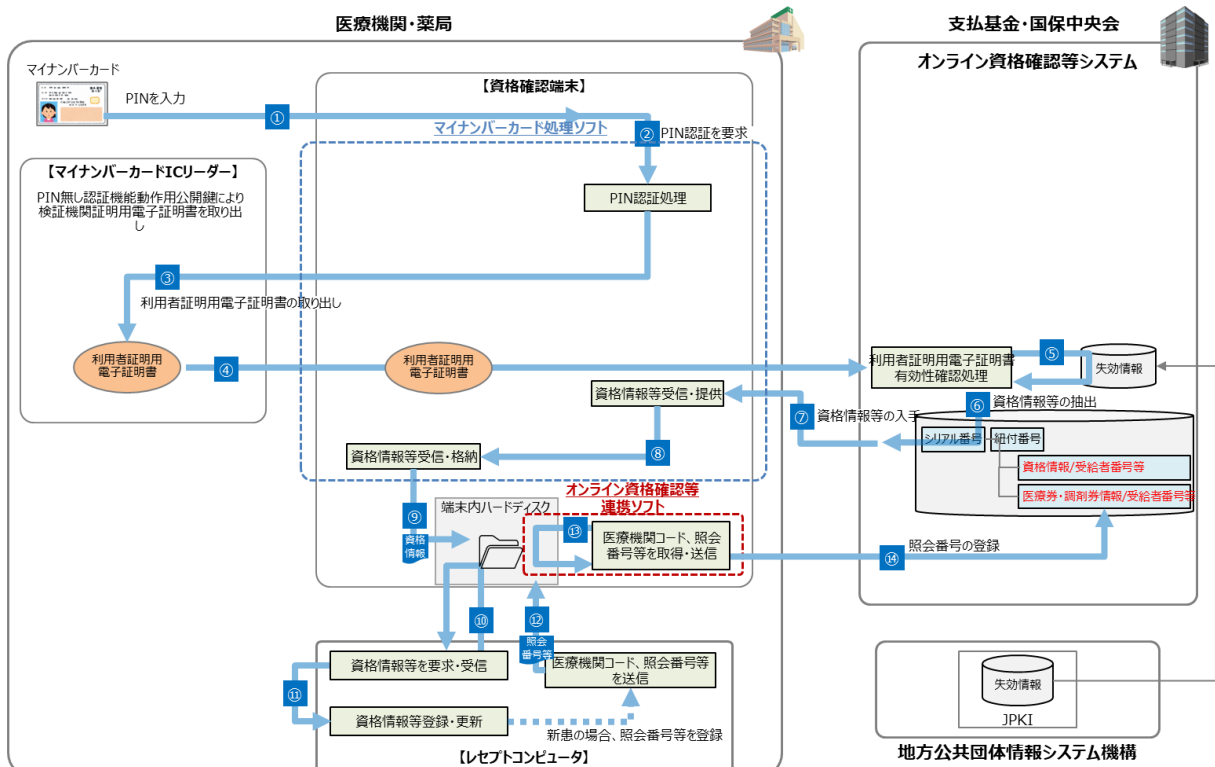 医療機関・薬局
支払基金・国保中央会
マイナンバーカード
PINを入力
①
【資格確認端末】
オンライン資格確認等システム
マイナンバーカード処理ソフト
②
PIN認証を要求
【マイナンバーカードICリーダー】
PIN無し認証機能動作用公開鍵により
検証機関証明用電子証明書を取り出
し
PIN認証処理
③
利用者証明用電子証明書の取り出し
利用者証明用
電子証明書
④
利用者証明用
電子証明書
利用者証明用電子証明書
有効性確認処理
⑤
失効情報
資格情報等受信・提供
⑦
資格情報等の入手
⑥
資格情報等の抽出
シリアル番号
紐付番号
資格情報/受給者番号等
医療券・調剤券情報/受給者番号等
⑧
資格情報等受信・格納
オンライン資格確認等
連携ソフト
⑨
資格
情報
端末内ハードディスク
⑬
医療機関コード、照会
番号等を取得・送信
照会番号の登録
⑭
⑩
⑫
照会
番号等
資格情報等を要求・受信
医療機関コード、照会番号等
を送信
⑪
資格情報等登録・更新
新患の場合、照会番号等を登録
【レセプトコンピュータ】
失効情報
JPKI
地方公共団体情報システム機構